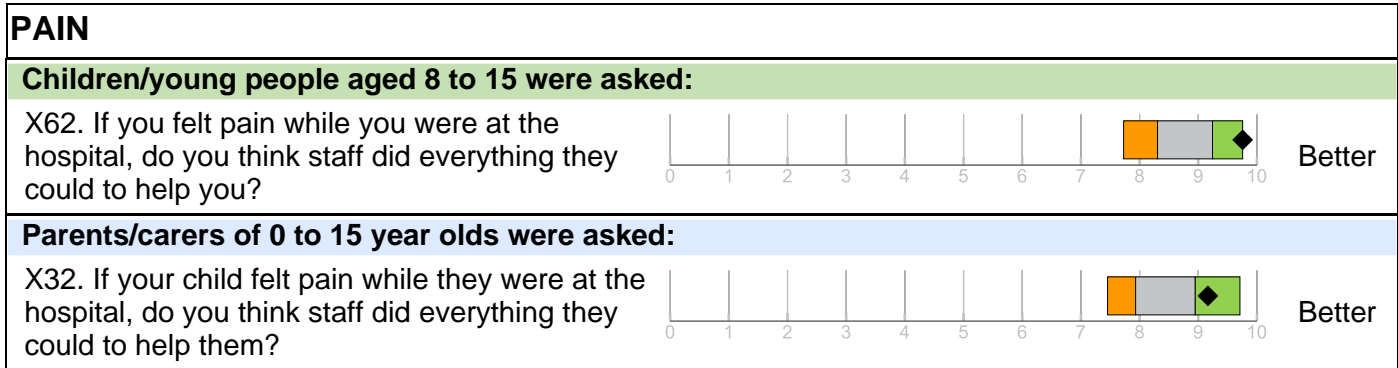 PAIN
Children/young people aged 8 to 15 were asked:
X62. If you felt pain while you were at the
hospital, do you think staff did everything they
could to help you?
0 1 2 3 4 5 6 7 8 9 10
Better
Parents/carers of 0 to 15 year olds were asked:
X32. If your child felt pain while they were at the
hospital, do you think staff did everything they
could to help them?
0 1 2 3 4 5 6 7 8 9 10
Better